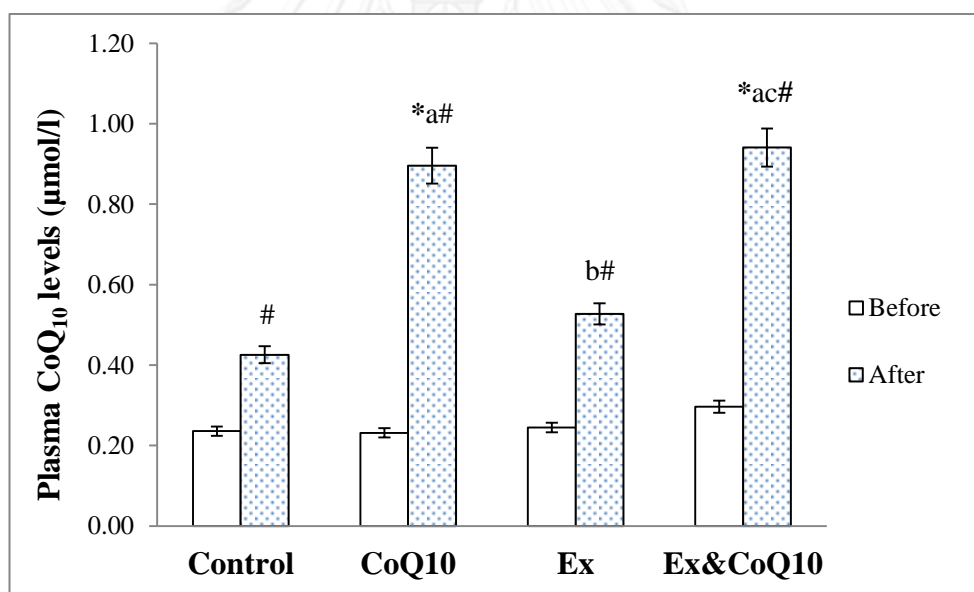 Plasma CoQ10 levels (µmol/l)
1.20
1.00
0.80
0.60
0.40
0.20
0.00
#
*a#
b#
*ac#
Control
CoQ10
Ex
Ex&CoQ10
Before
After